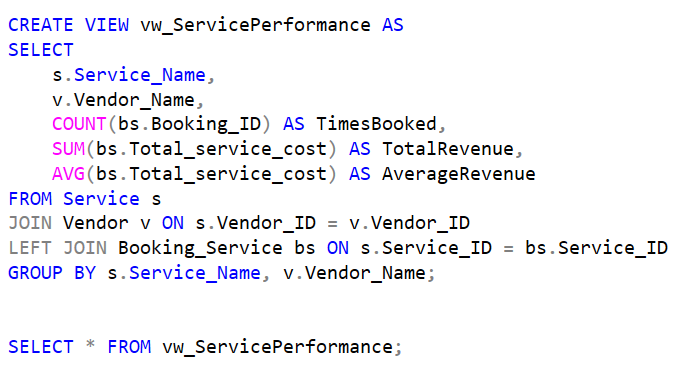 CREATE VIEW vw_ServicePerformance AS
SELECT
    s.Service_Name,
    v.Vendor_Name,
    COUNT(bs.Booking_ID) AS TimesBooked,
    SUM(bs.Total_service_cost) AS TotalRevenue,
    AVG(bs.Total_service_cost) AS AverageRevenue
FROM Service s
JOIN Vendor v ON s.Vendor_ID = v.Vendor_ID
LEFT JOIN Booking_Service bs ON s.Service_ID = bs.Service_ID
GROUP BY s.Service_Name, v.Vendor_Name;
SELECT * FROM vw_ServicePerformance;